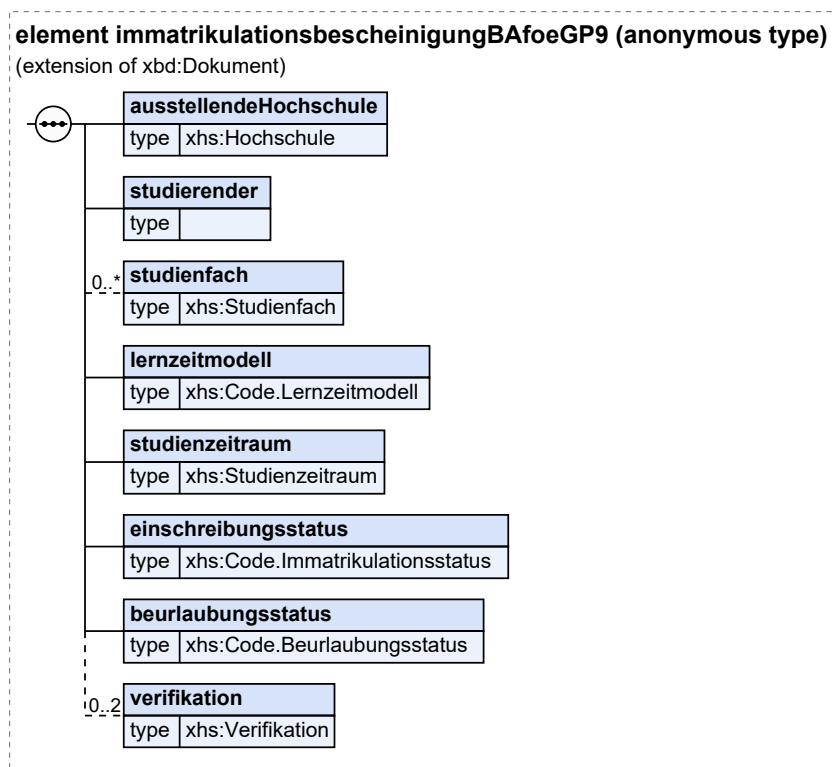 element immatrikulationsbescheinigungBAfoeGP9 (anonymous type)
(extension of xbd:Dokument)
ausstellendeHochschule
type xhs:Hochschule
studierender
type
0..* studienfach
type xhs:Studienfach
lernzeitmodell
type xhs:Code.Lernzeitmodell
studienzeitraum
type xhs:Studienzeitraum
einschreibungsstatus
type xhs:Code.Immatrikulationsstatus
beurlaubungsstatus
type xhs:Code.Beurlaubungsstatus
0..2 verifikation
type xhs:Verifikation